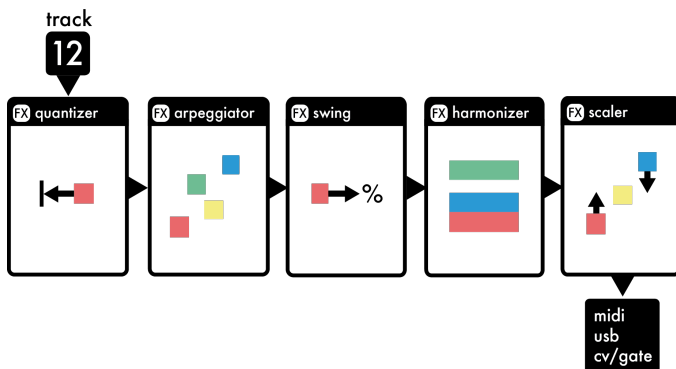 track
12
FX quantizer
FX arpeggiator
FX swing
FX harmonizer
FX scaler
%
midi
usb
cv/gate